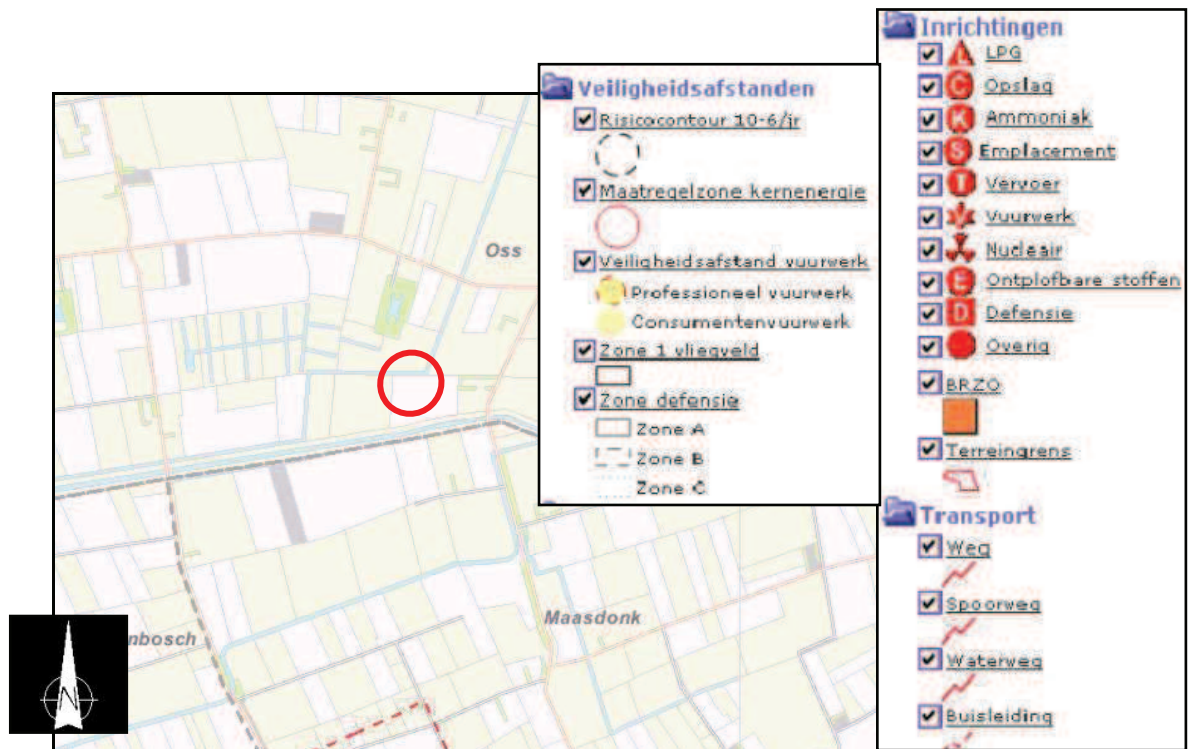 Oss
Maasdonk
nbosch
N
Veiligheidsafstanden
Risicocontour 10-6/jr
Maatregelzone kernenergie
Veiligheidsafstand vuurwerk
Professioneel vuurwerk
Consumentenvuurwerk
Zone 1 vliegveld
Zone defensie
Zone A
Zone B
Zone C
Inrichtingen
L LPG
C Opslag
K Ammoniak
S Emplacement
T Vervoer
V Vuurwerk
Nucleair
E Ontplofbare stoffen
D Defensie
Overig
BRZO
Terreingrens
Transport
Weg
Spoorweg
Waterweg
Buisleiding